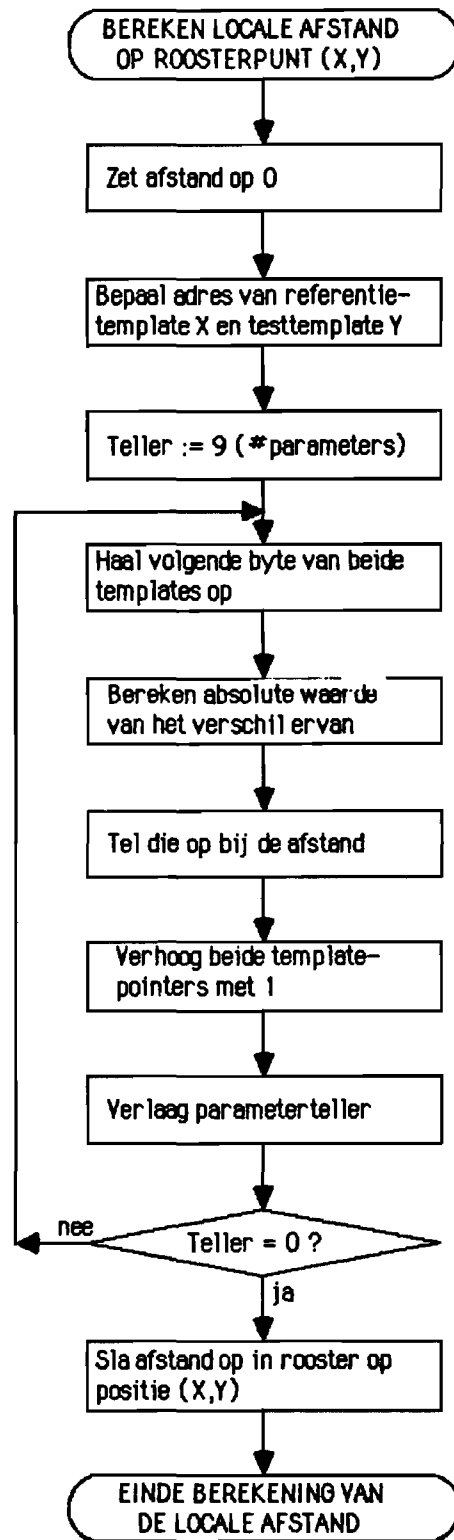 BEREKEN LOCALE AFSTAND
OP ROOSTERPUNT (X,Y)
Zet afstand op 0
Bepaal adres van referentie-
template X en testtemplate Y
Teller := 9 (#parameters)
Haal volgende byte van beide
templates op
Bereken absolute waarde
van het verschil ervan
Tel die op bij de afstand
Verhoog beide template-
pointers met 1
Verlaag parameterteller
nee
Teller = 0 ?
ja
Sla afstand op in rooster op
positie (X,Y)
EINDE BEREKENING VAN
DE LOCALE AFSTAND